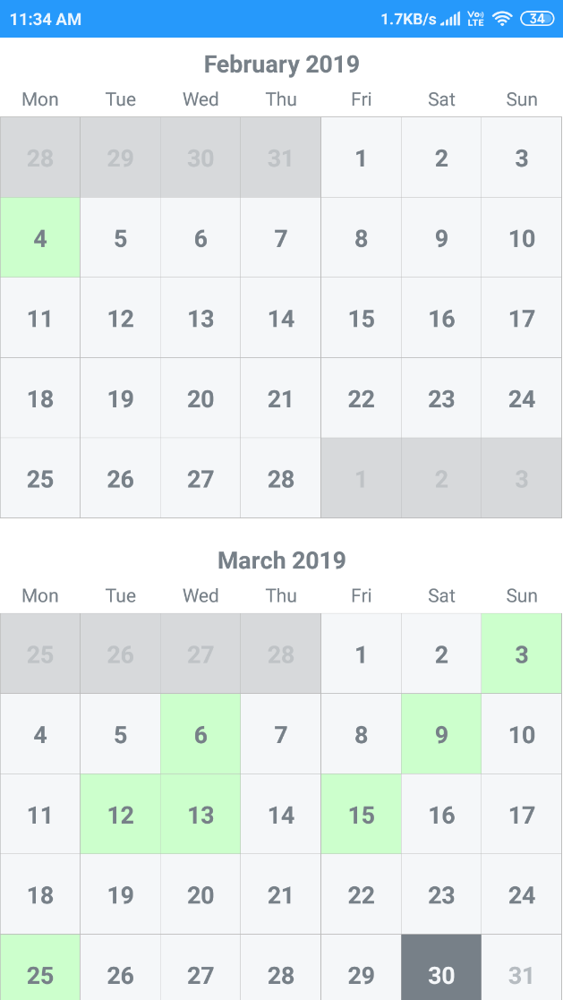 11:34 AM 1.7KB/s Vo) LTE 34
February 2019
Mon Tue Wed Thu Fri Sat Sun
28 29 30 31 1 2 3
4 5 6 7 8 9 10
11 12 13 14 15 16 17
18 19 20 21 22 23 24
25 26 27 28 1 2 3
March 2019
Mon Tue Wed Thu Fri Sat Sun
25 26 27 28 1 2 3
4 5 6 7 8 9 10
11 12 13 14 15 16 17
18 19 20 21 22 23 24
25 26 27 28 29 30 31